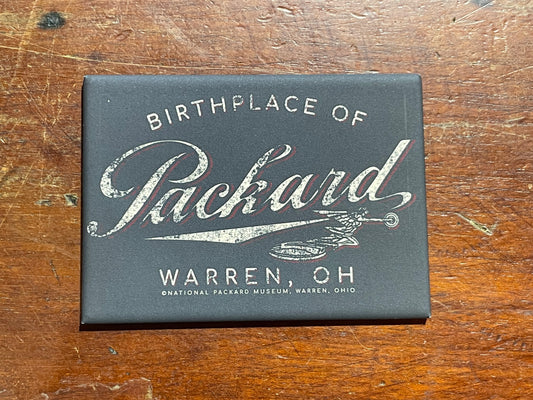 BIRTHPLACE OF
Packard
WARREN, OH
©NATIONAL PACKARD MUSEUM, WARREN, OHIO